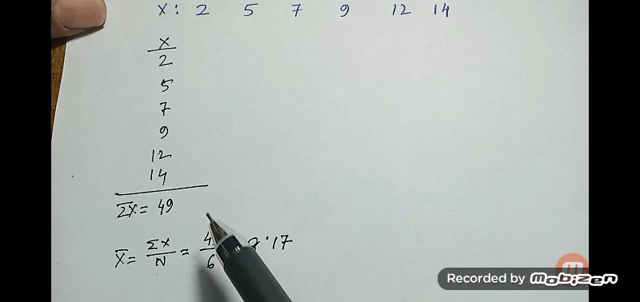 X : 2 5 7 9 12 14
X
2
5
7
9
12
14
ΣX = 49
X̄ = ΣX / N = 4 / 6 .17
Recorded by Mobizen